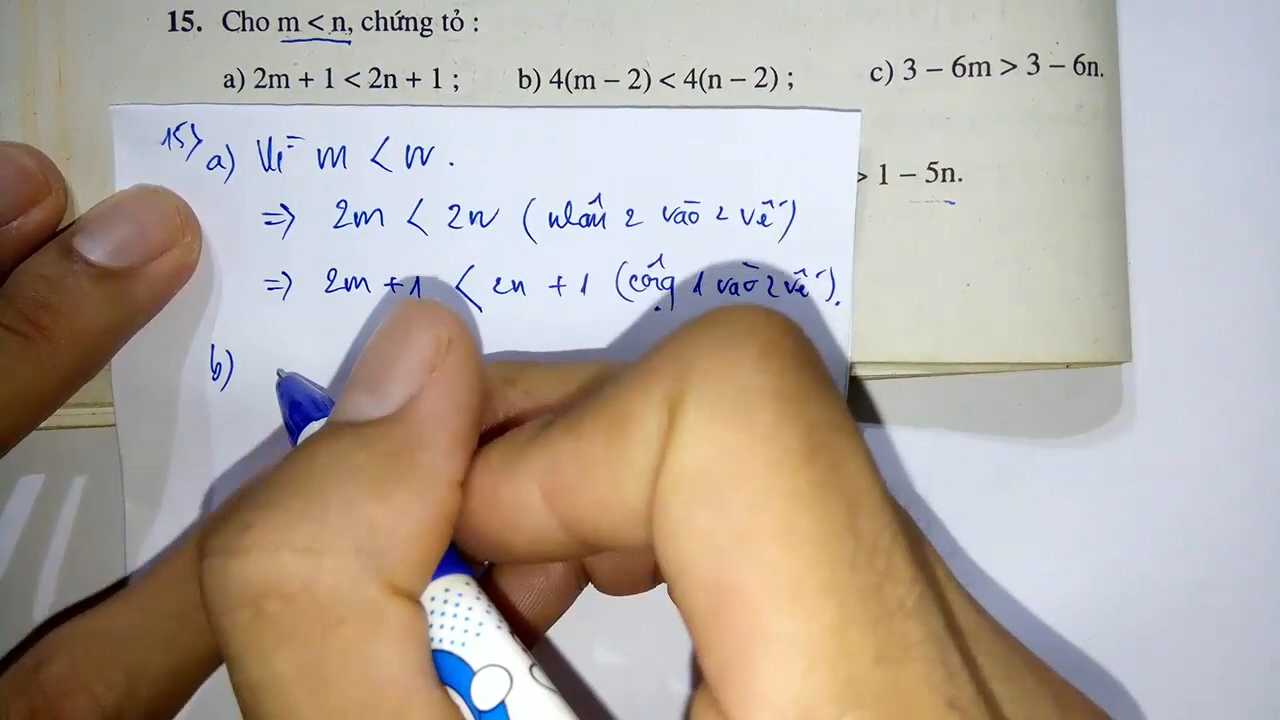 15. Cho m < n, chứng tỏ :
a) 2m + 1 < 2n + 1 ; b) 4(m – 2) < 4(n – 2) ; c) 3 – 6m > 3 – 6n.
> 1 – 5n.
15) a) Vì m < n.
=> 2m < 2n (nhân 2 vào 2 vế)
=> 2m + 1 < 2n + 1 (cộng 1 vào 2 vế).
b)